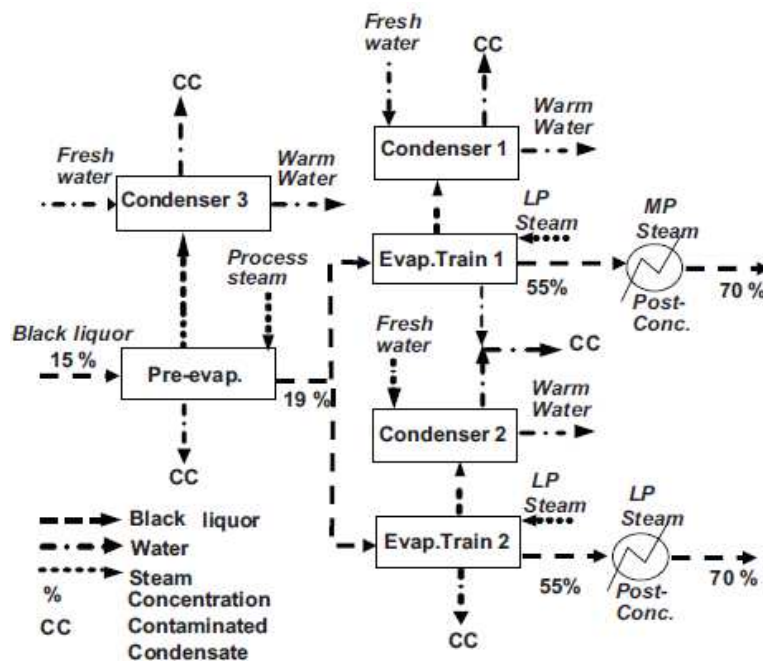 Fresh
water
CC
CC
Condenser 1
Warm
Water
Fresh
water
Condenser 3
Warm
Water
LP
Steam
MP
Steam
Process
steam
Evap.Train 1
55%
Post-
Conc.
70 %
Black liquor
15 %
Pre-evap.
19 %
Fresh
water
CC
Condenser 2
Warm
Water
CC
LP
Steam
LP
Steam
Evap.Train 2
55%
Post-
Conc.
70 %
CC
Black liquor
Water
Steam
% Concentration
CC Contaminated
Condensate